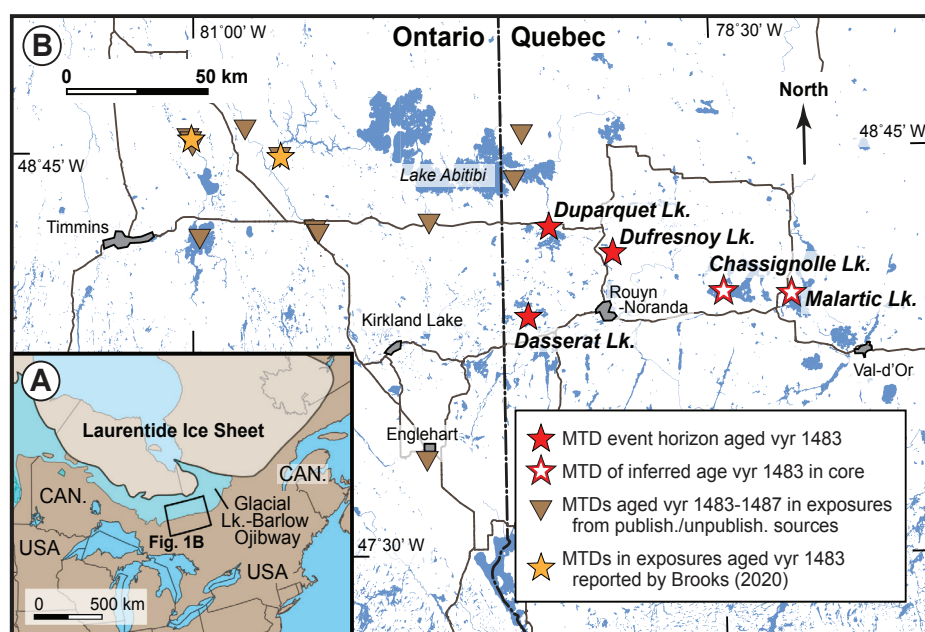 B
81°00' W
Ontario
Quebec
78°30' W
0
50 km
North
48°45' W
48°45' W
Lake Abitibi
Timmins
Duparquet Lk.
Dufresnoy Lk.
Chassignolle Lk.
Malartic Lk.
Rouyn
-Noranda
Kirkland Lake
Dasserat Lk.
Val-d'Or
Englehart
47°30' W
A
Laurentide Ice Sheet
CAN.
CAN.
Glacial
Lk.-Barlow
Ojibway
Fig. 1B
USA
USA
0
500 km
MTD event horizon aged vyr 1483
MTD of inferred age vyr 1483 in core
MTDs aged vyr 1483-1487 in exposures
from publish./unpublish. sources
MTDs in exposures aged vyr 1483
reported by Brooks (2020)